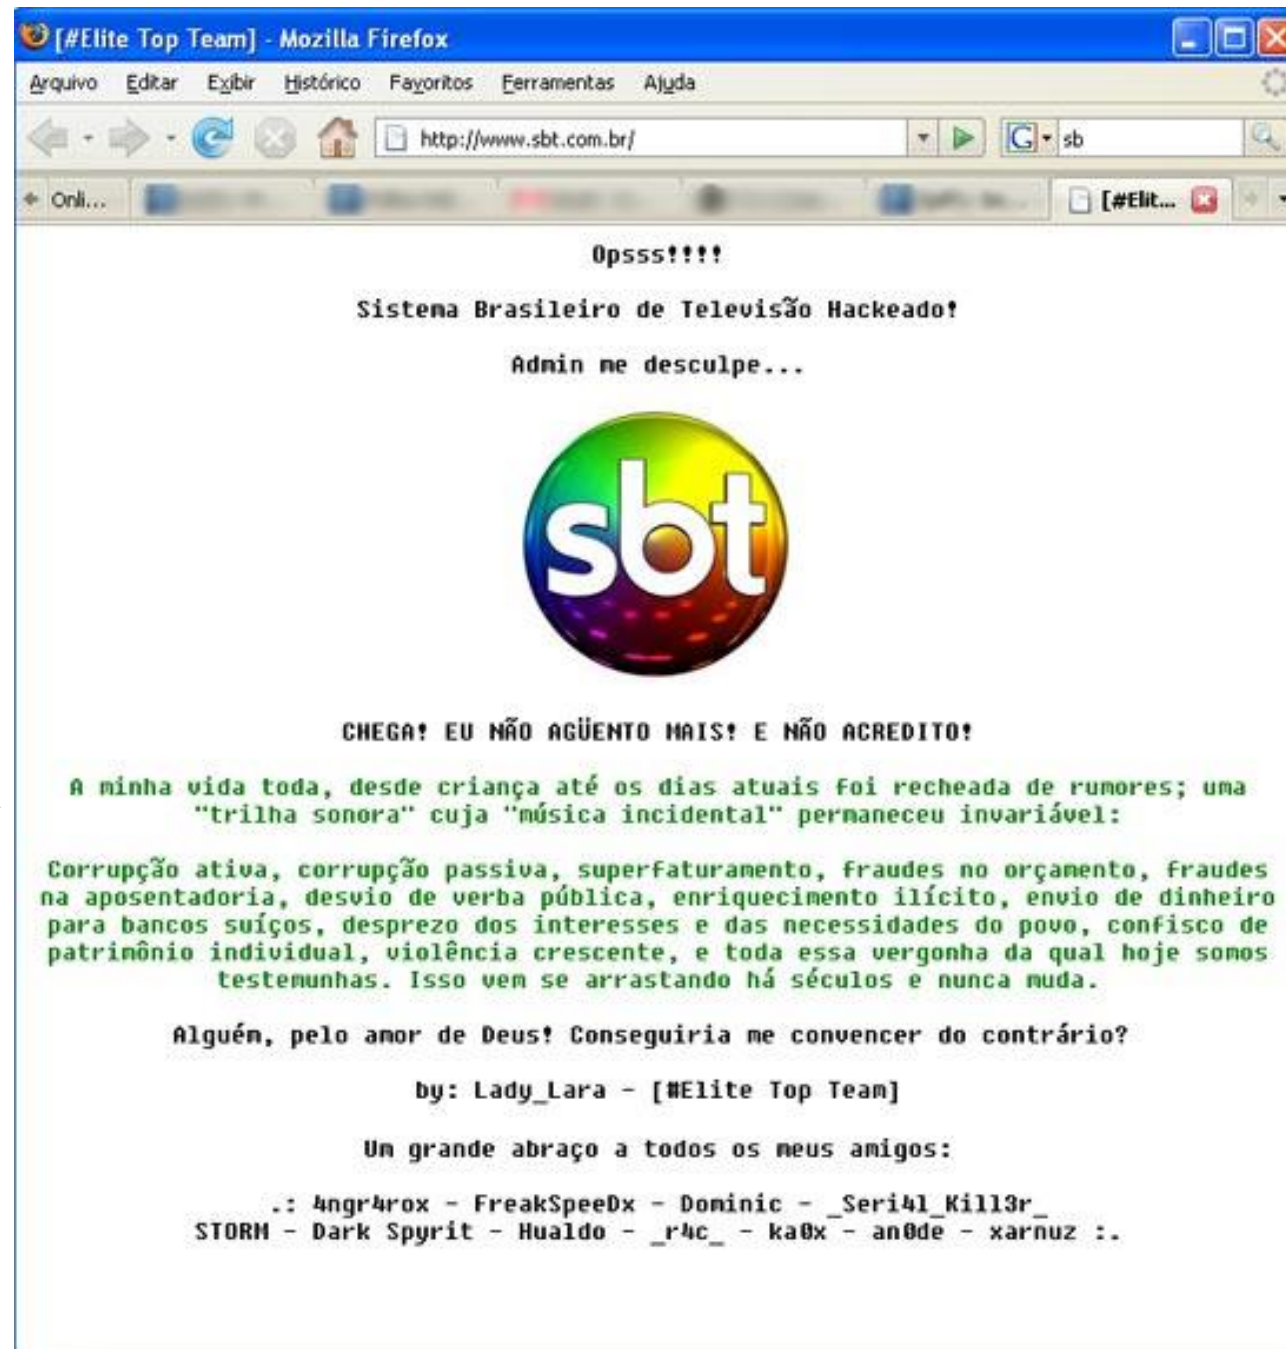 [#Elite Top Team] - Mozilla Firefox
Arquivo Editar Exibir Histórico Favoritos Ferramentas Ajuda
http://www.sbt.com.br/ G sb
Onli... [#Elit...
Opsss!!!!
Sistema Brasileiro de Televisão Hackeado!
Admin me desculpe...
sbt
CHEGA! EU NÃO AGÜENTO MAIS! E NÃO ACREDITO!
A minha vida toda, desde criança até os dias atuais foi recheada de rumores; uma
"trilha sonora" cuja "música incidental" permaneceu invariável:
Corrupção ativa, corrupção passiva, superfaturamento, fraudes no orçamento, fraudes
na aposentadoria, desvio de verba pública, enriquecimento ilícito, envio de dinheiro
para bancos suíços, desprezo dos interesses e das necessidades do povo, confisco de
patrimônio individual, violência crescente, e toda essa vergonha da qual hoje somos
testemunhas. Isso vem se arrastando há séculos e nunca muda.
Alguém, pelo amor de Deus! Conseguiria me convencer do contrário?
by: Lady_Lara - [#Elite Top Team]
Um grande abraço a todos os meus amigos:
.: 4ngr4rox - FreakSpeeDx - Dominic - _Seri4l_Kill3r_
STORM - Dark Spyrit - Hualdo - _r4c_ - ka0x - an0de - xarnuz :.